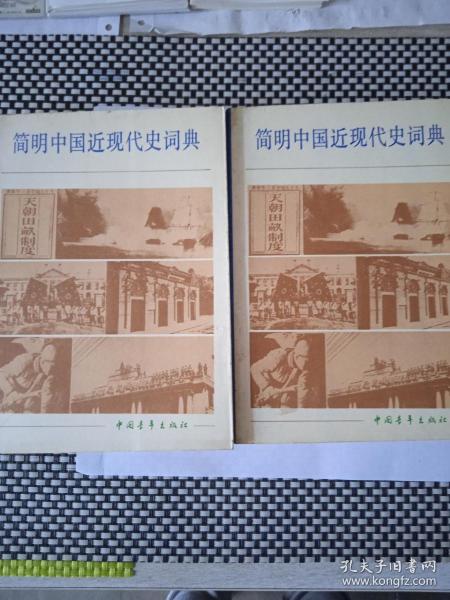 简明中国近现代史词典
天朝田畝制度
中国青年出版社
简明中国近现代史词典
天朝田畝制度
中国青年出版社
孔夫子旧书网
www.kongfz.com